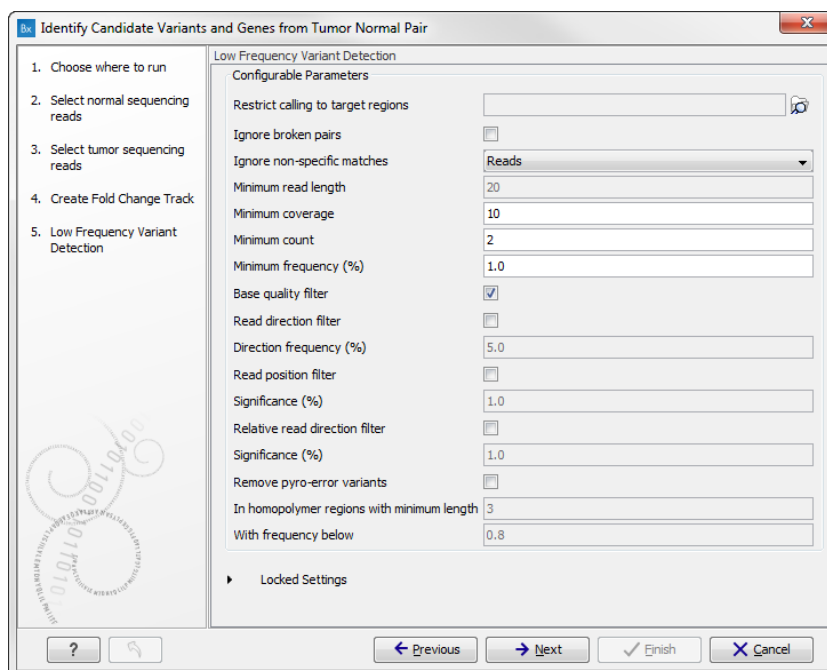 Bx Identify Candidate Variants and Genes from Tumor Normal Pair
1. Choose where to run
2. Select normal sequencing
reads
3. Select tumor sequencing
reads
4. Create Fold Change Track
5. Low Frequency Variant
Detection
Low Frequency Variant Detection
Configurable Parameters
Restrict calling to target regions
Ignore broken pairs
Ignore non-specific matches Reads
Minimum read length 20
Minimum coverage 10
Minimum count 2
Minimum frequency (%) 1.0
Base quality filter
Read direction filter
Direction frequency (%) 5.0
Read position filter
Significance (%) 1.0
Relative read direction filter
Significance (%) 1.0
Remove pyro-error variants
In homopolymer regions with minimum length 3
With frequency below 0.8
Locked Settings
? Previous Next Finish Cancel